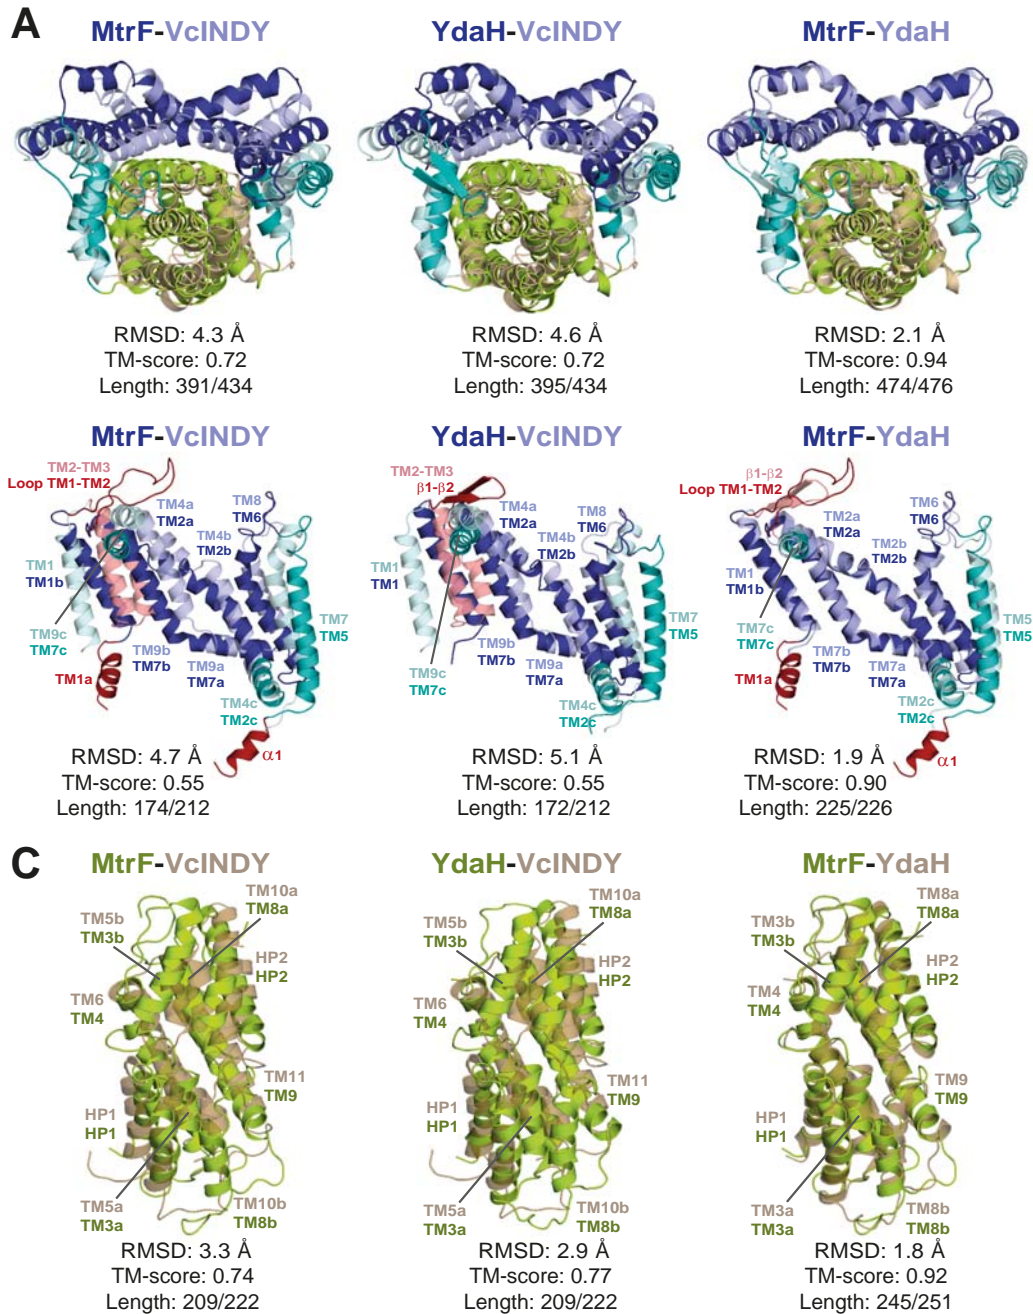 A
MtrF-VcINDY
YdaH-VcINDY
MtrF-YdaH
RMSD: 4.3 Å
TM-score: 0.72
Length: 391/434
RMSD: 4.6 Å
TM-score: 0.72
Length: 395/434
RMSD: 2.1 Å
TM-score: 0.94
Length: 474/476
MtrF-VcINDY
TM2-TM3
Loop TM1-TM2
TM4a
TM2a
TM8
TM6
TM4b
TM2b
TM1
TM1b
TM7
TM5
TM9c
TM7c
TM9b
TM7b
TM9a
TM7a
TM1a
TM4c
TM2c
α1
RMSD: 4.7 Å
TM-score: 0.55
Length: 174/212
YdaH-VcINDY
TM2-TM3
β1-β2
TM4a
TM2a
TM8
TM6
TM4b
TM2b
TM1
TM1
TM7
TM5
TM9c
TM7c
TM9b
TM7b
TM9a
TM7a
TM4c
TM2c
RMSD: 5.1 Å
TM-score: 0.55
Length: 172/212
MtrF-YdaH
β1-β2
Loop TM1-TM2
TM2a
TM2a
TM6
TM6
TM2b
TM2b
TM1
TM1b
TM5
TM5
TM7c
TM7c
TM7b
TM7b
TM7a
TM7a
TM1a
TM2c
TM2c
α1
RMSD: 1.9 Å
TM-score: 0.90
Length: 225/226
C
MtrF-VcINDY
TM10a
TM8a
TM5b
TM3b
HP2
HP2
TM6
TM4
TM11
TM9
HP1
HP1
TM5a
TM3a
TM10b
TM8b
RMSD: 3.3 Å
TM-score: 0.74
Length: 209/222
YdaH-VcINDY
TM10a
TM8a
TM5b
TM3b
HP2
HP2
TM6
TM4
TM11
TM9
HP1
HP1
TM5a
TM3a
TM10b
TM8b
RMSD: 2.9 Å
TM-score: 0.77
Length: 209/222
MtrF-YdaH
TM8a
TM8a
TM3b
TM3b
HP2
HP2
TM4
TM4
TM9
TM9
HP1
HP1
TM3a
TM3a
TM8b
TM8b
RMSD: 1.8 Å
TM-score: 0.92
Length: 245/251